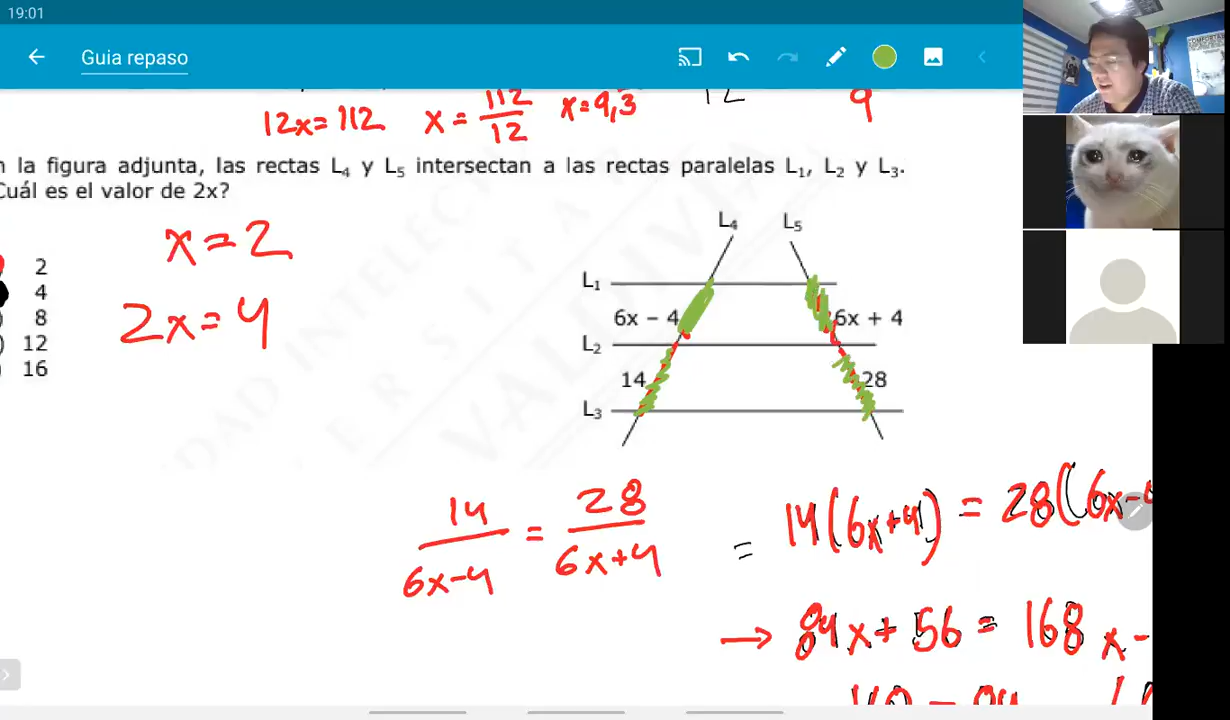 19:01
Guia repaso
12x=112 x=112/12 x=9,3 12 9
n la figura adjunta, las rectas L4 y L5 intersectan a las rectas paralelas L1, L2 y L3.
Cuál es el valor de 2x?
x=2
2x=4
2
4
8
12
16
L4 L5
L1
6x − 4 6x + 4
L2
14 28
L3
14/6x−4 = 28/6x+4
= 14(6x+4) = 28(6x−
→ 84x+56=168x−